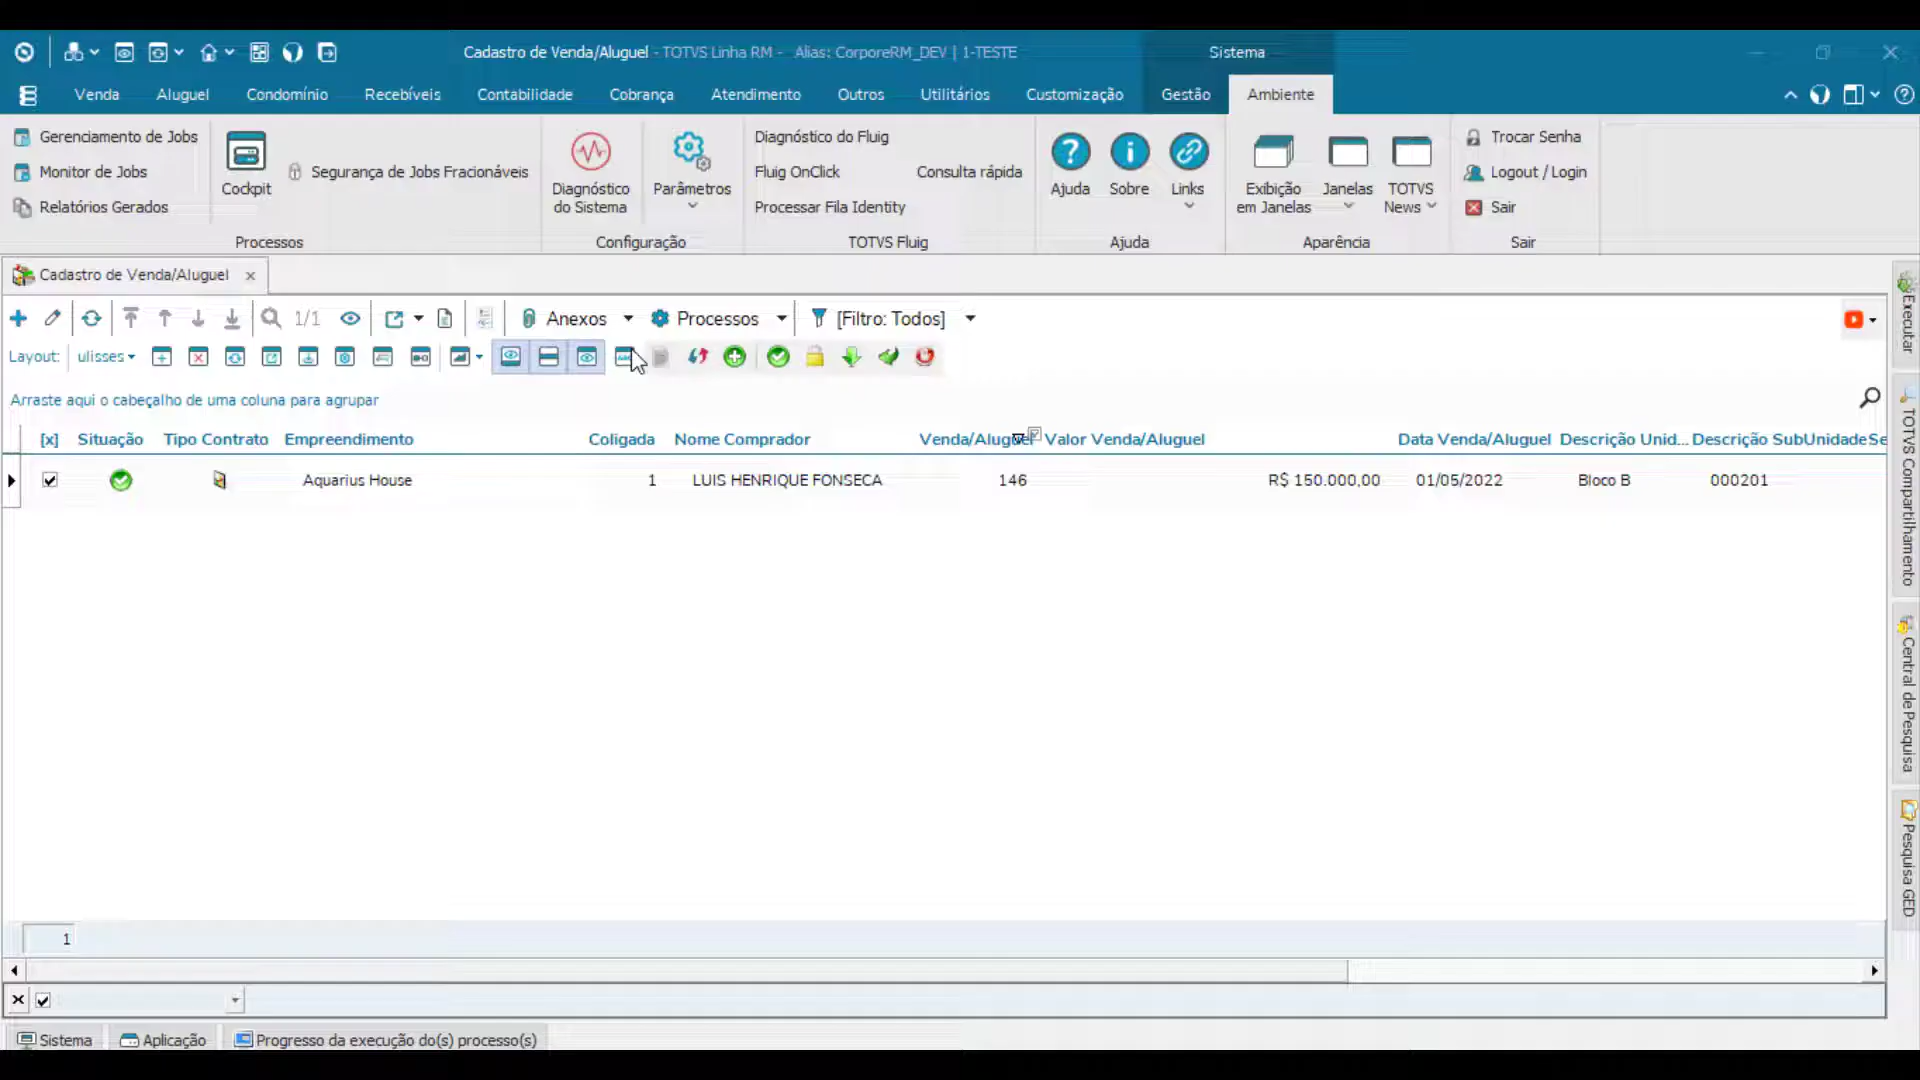 Cadastro de Venda/Aluguel - TOTVS Linha RM - Alias: CorporeRM_DEV | 1-TESTE
Sistema
Venda Aluguel Condomínio Recebíveis Contabilidade Cobrança Atendimento Outros Utilitários Customização Gestão Ambiente
Gerenciamento de Jobs
Monitor de Jobs
Relatórios Gerados
Cockpit
Segurança de Jobs Fracionáveis
Processos
Diagnóstico
do Sistema
Parâmetros
Configuração
Diagnóstico do Fluig
Fluig OnClick
Consulta rápida
Processar Fila Identity
TOTVS Fluig
Ajuda
Sobre
Links
Ajuda
Exibição
em Janelas
Janelas
TOTVS
News
Aparência
Trocar Senha
Logout / Login
Sair
Sair
Cadastro de Venda/Aluguel
1/1 Anexos Processos [Filtro: Todos]
Layout: ulisses
Arraste aqui o cabeçalho de uma coluna para agrupar
[x] Situação Tipo Contrato Empreendimento Coligada Nome Comprador Venda/Aluguel Valor Venda/Aluguel Data Venda/Aluguel Descrição Unid... Descrição SubUnidade Se
Aquarius House 1 LUIS HENRIQUE FONSECA 146 R$ 150.000,00 01/05/2022 Bloco B 000201
1
Sistema Aplicação Progresso da execução do(s) processo(s)
Executar
TOTVS Compartilhamento
Central de Pesquisa
Pesquisa GED